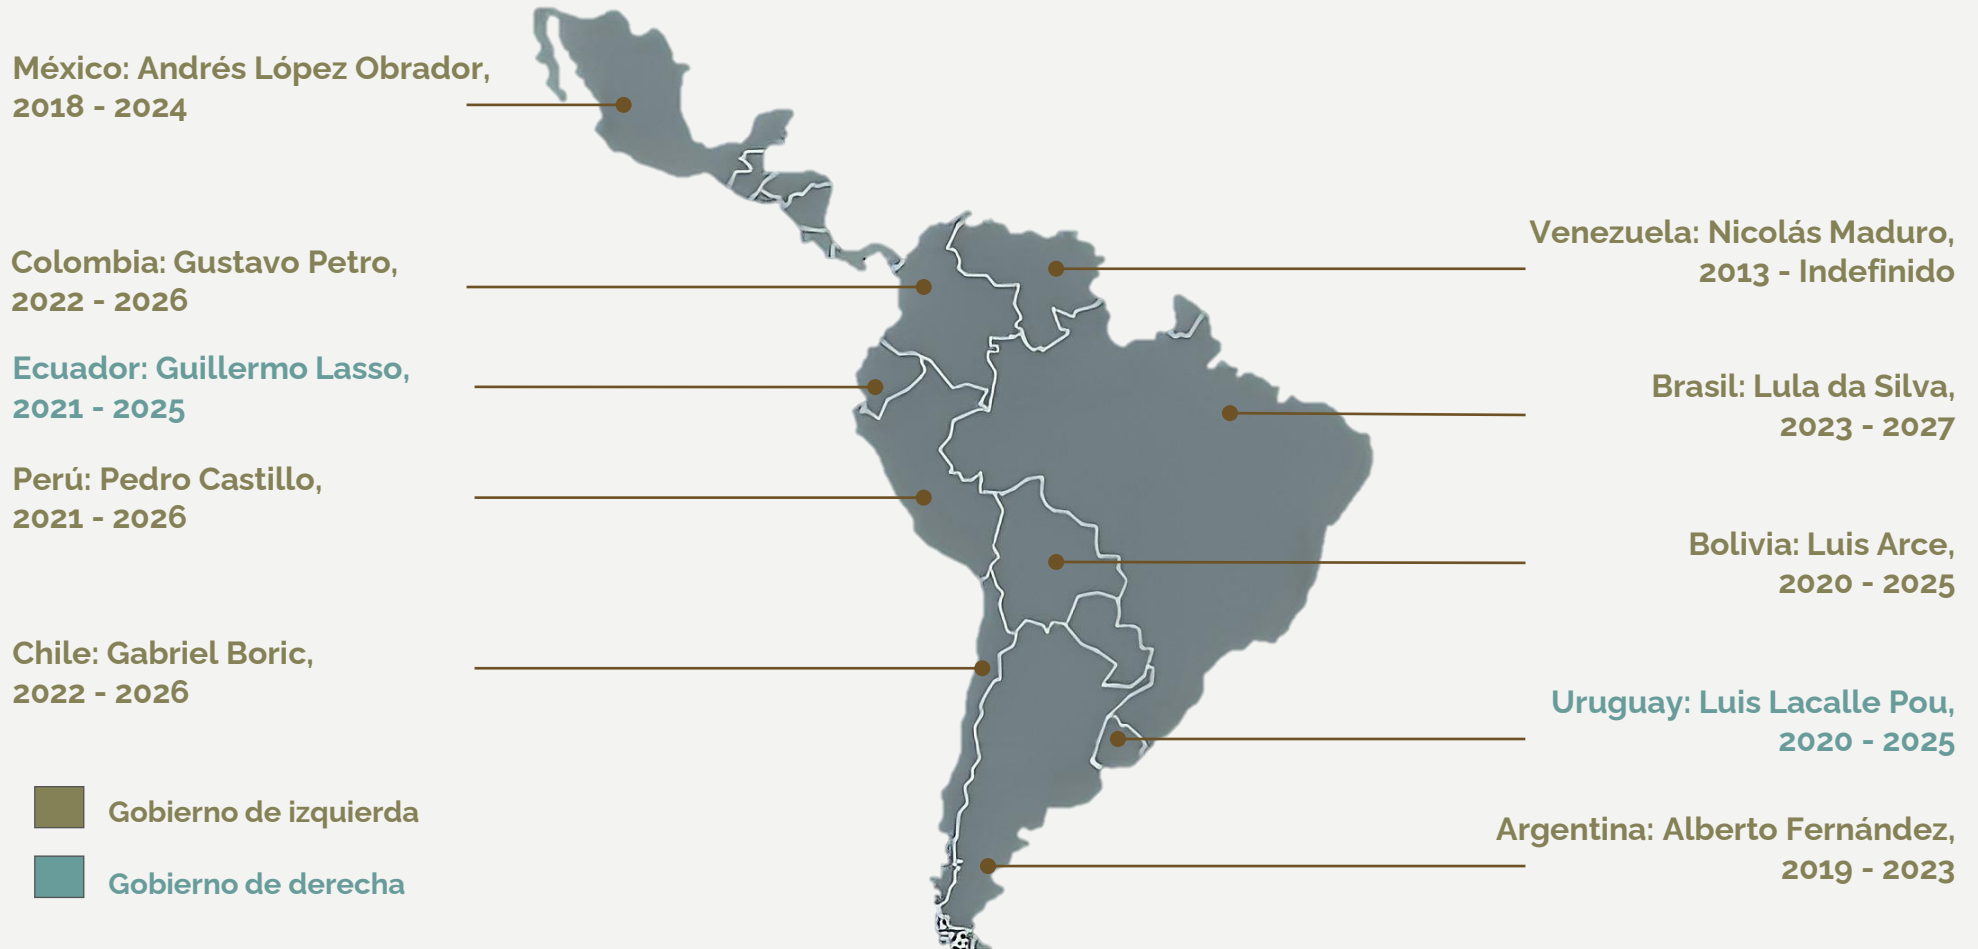 México: Andrés López Obrador,
2018 - 2024
Colombia: Gustavo Petro,
2022 - 2026
Ecuador: Guillermo Lasso,
2021 - 2025
Perú: Pedro Castillo,
2021 - 2026
Chile: Gabriel Boric,
2022 - 2026
Gobierno de izquierda
Gobierno de derecha
Venezuela: Nicolás Maduro,
2013 - Indefinido
Brasil: Lula da Silva,
2023 - 2027
Bolivia: Luis Arce,
2020 - 2025
Uruguay: Luis Lacalle Pou,
2020 - 2025
Argentina: Alberto Fernández,
2019 - 2023